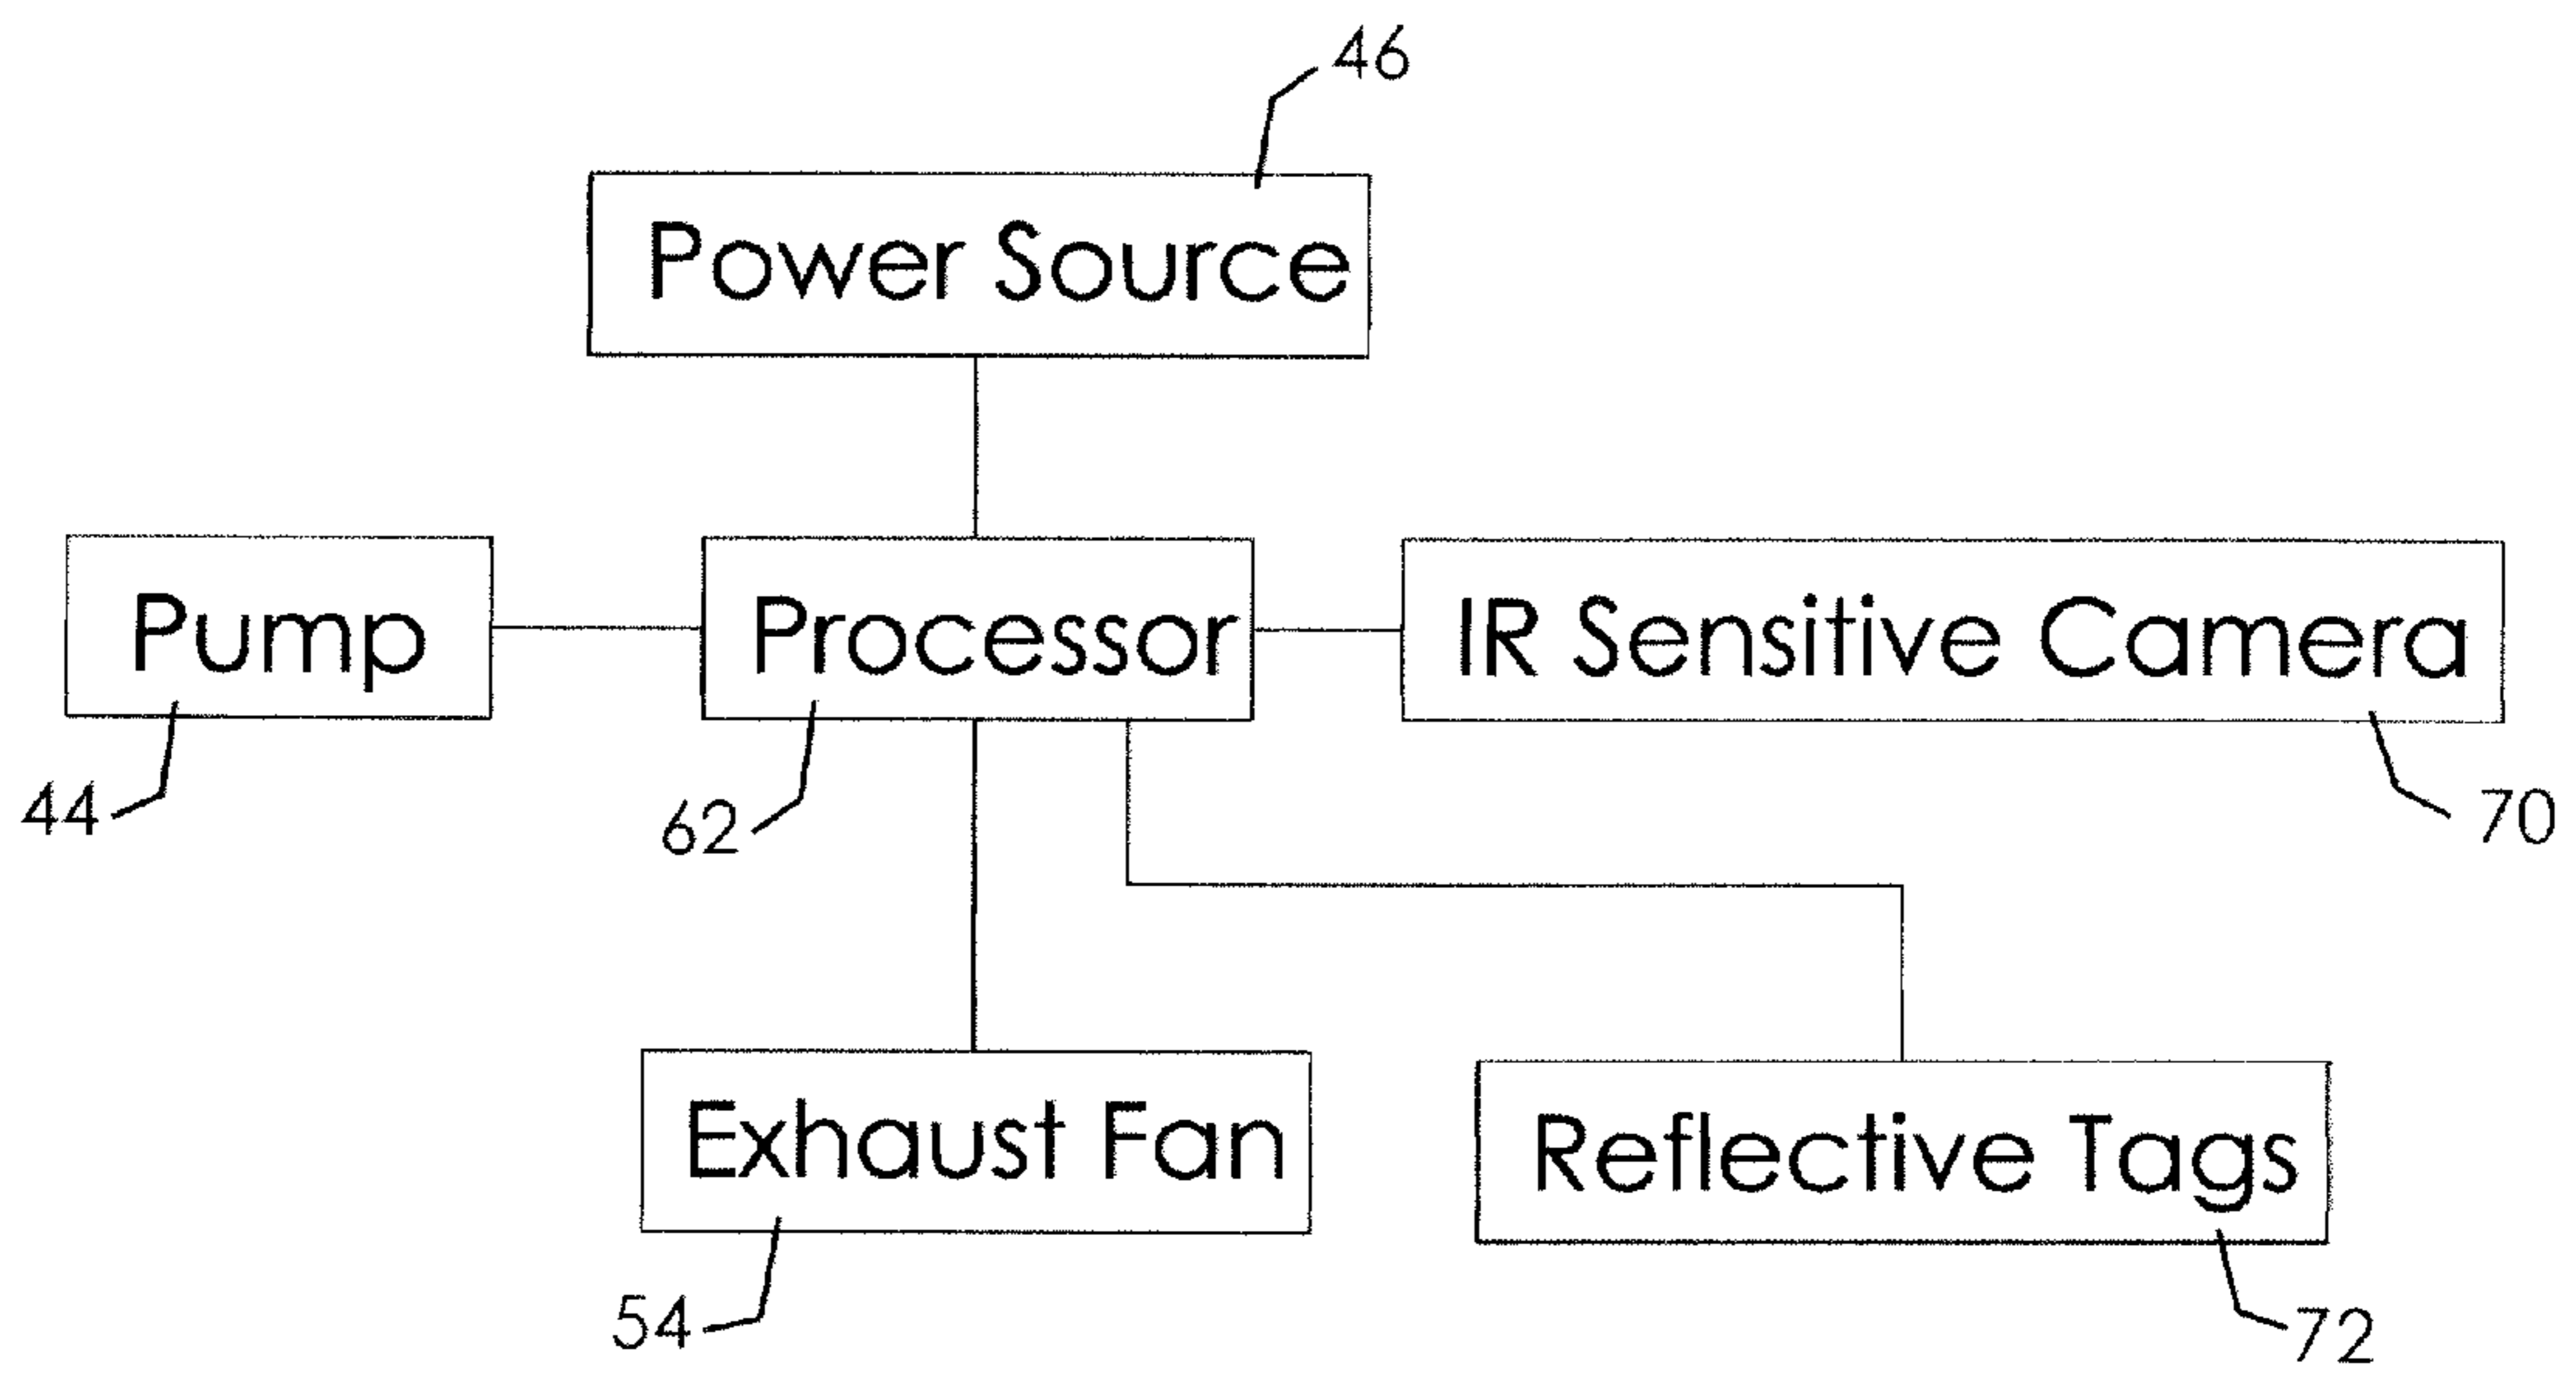 46
Power Source
Pump
Processor
IR Sensitive Camera
44
62
70
Exhaust Fan
Reflective Tags
54
72